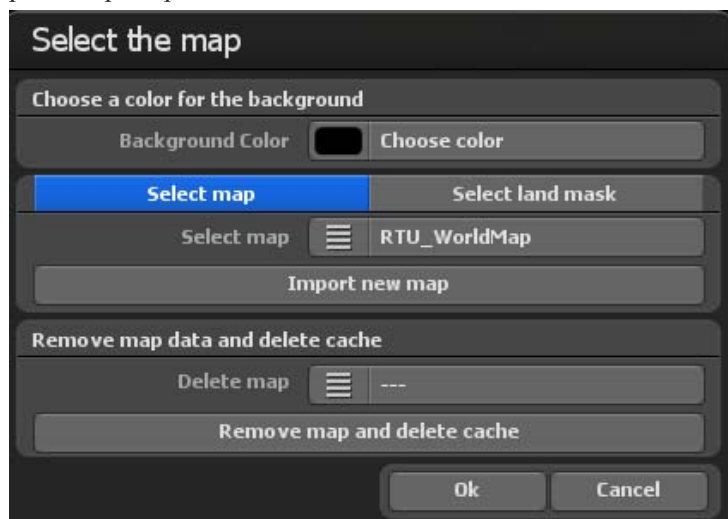 Select the map
Choose a color for the background
Background Color Choose color
Select map Select land mask
Select map RTU_WorldMap
Import new map
Remove map data and delete cache
Delete map ---
Remove map and delete cache
Ok Cancel